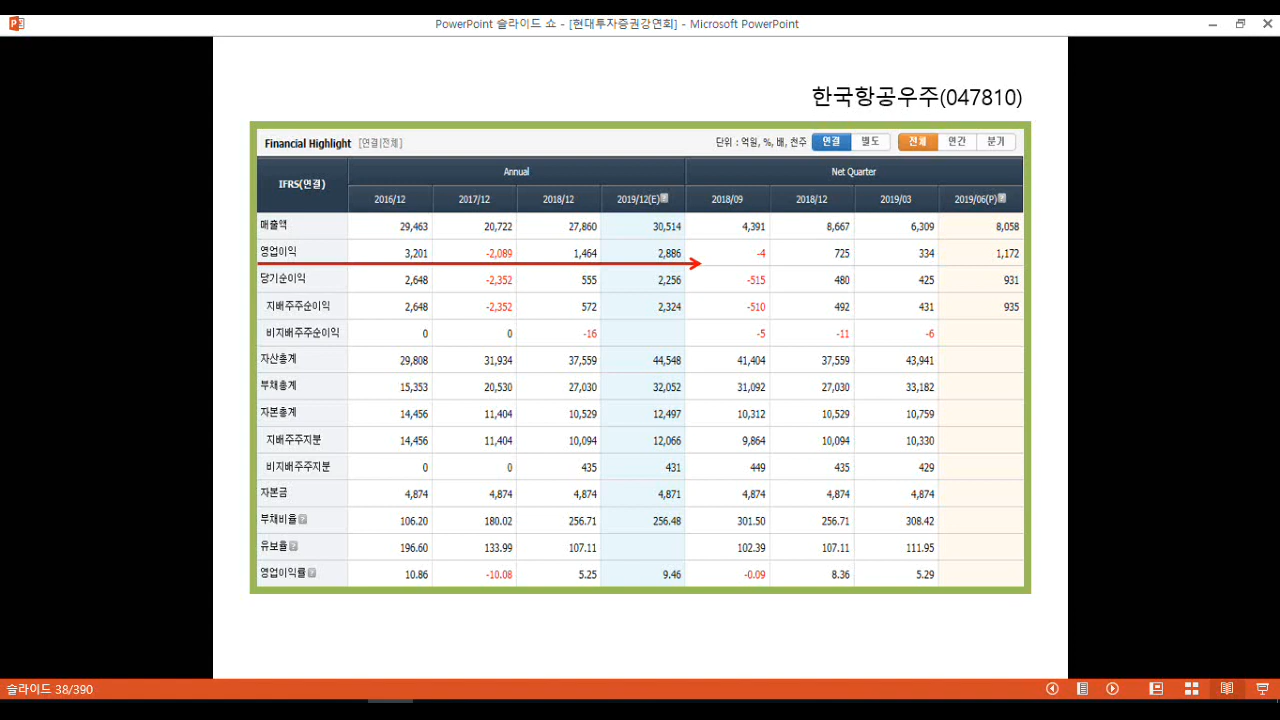 PowerPoint 슬라이드 쇼 - [현대투자증권강연회] - Microsoft PowerPoint
한국항공우주(047810)
Financial Highlight [연결|전체] 단위 : 억원, %, 배, 천주 연결 별도 전체 연간 분기
IFRS(연결) Annual Net Quarter
2016/12 2017/12 2018/12 2019/12(E) 2018/09 2018/12 2019/03 2019/06(P)
매출액 29,463 20,722 27,860 30,514 4,391 8,667 6,309 8,058
영업이익 3,201 -2,089 1,464 2,886 -4 725 334 1,172
당기순이익 2,648 -2,352 555 2,256 -515 480 425 931
지배주주순이익 2,648 -2,352 572 2,324 -510 492 431 935
비지배주주순이익 0 0 -16 -5 -11 -6
자산총계 29,808 31,934 37,559 44,548 41,404 37,559 43,941
부채총계 15,353 20,530 27,030 32,052 31,092 27,030 33,182
자본총계 14,456 11,404 10,529 12,497 10,312 10,529 10,759
지배주주지분 14,456 11,404 10,094 12,066 9,864 10,094 10,330
비지배주주지분 0 0 435 431 449 435 429
자본금 4,874 4,874 4,874 4,871 4,874 4,874 4,874
부채비율 106.20 180.02 256.71 256.48 301.50 256.71 308.42
유보율 196.60 133.99 107.11 102.39 107.11 111.95
영업이익률 10.86 -10.08 5.25 9.46 -0.09 8.36 5.29
슬라이드 38/390